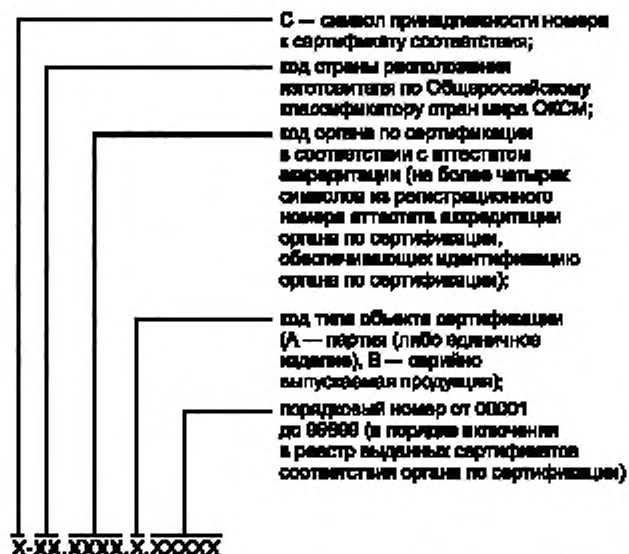 С — символ принадлежности номера
к сертификату соответствия;
код страны расположения
изготовителя по Общероссийскому
классификатору стран мира ОКСМ;
код органа по сертификации
в соответствии с аттестатом
аккредитации (не более четырех
символов из регистрационного
номера аттестата аккредитации
органа по сертификации,
обеспечивающих идентификацию
органа по сертификации);
код типа объекта сертификации
(А — партия (либо единичное
изделие), В — серийно
выпускаемая продукция);
порядковый номер от 00001
до 99999 (в порядке включения
в реестр выданных сертификатов
соответствия органа по сертификации)
X-XX.XXXX.X.XXXXX